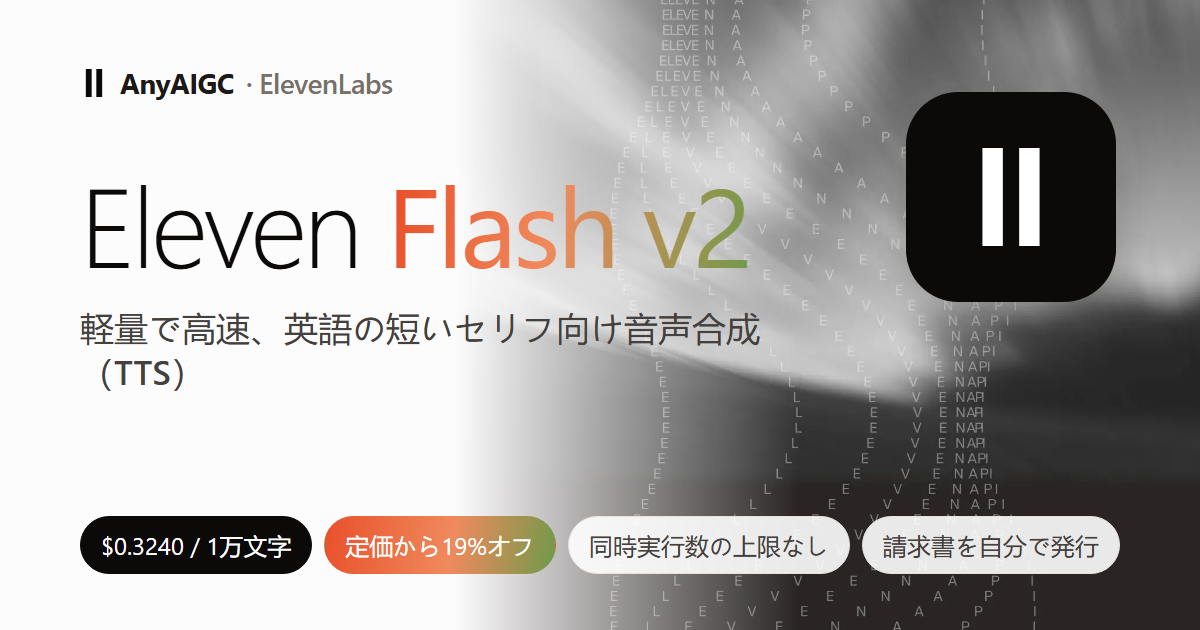 AnyAIGC · ElevenLabs
Eleven Flash v2
軽量で高速、英語の短いセリフ向け音声合成
（TTS）
$0.3240 / 1万文字
定価から19%オフ
同時実行数の上限なし
請求書を自分で発行